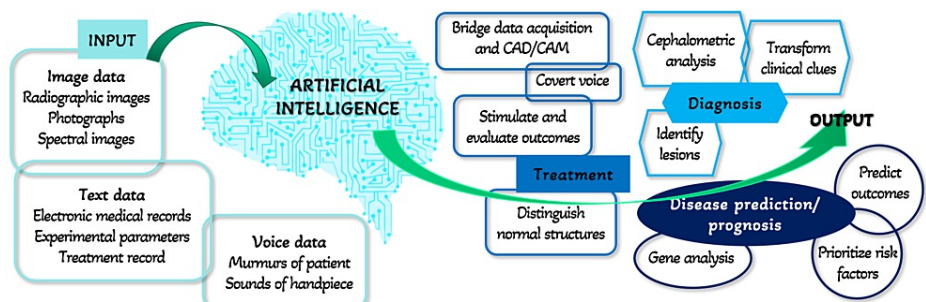 INPUT
Image data
Radiographic images
Photographs
Spectral images
Text data
Electronic medical records
Experimental parameters
Treatment record
Voice data
Murmurs of patient
Sounds of handpiece
ARTIFICIAL
INTELLIGENCE
Bridge data acquisition
and CAD/CAM
Covert voice
Stimulate and
evaluate outcomes
Treatment
Distinguish
normal structures
Cephalometric
analysis
Transform
clinical clues
Diagnosis
Identify
lesions
OUTPUT
Disease prediction/
prognosis
Predict
outcomes
Gene analysis
Prioritize risk
factors